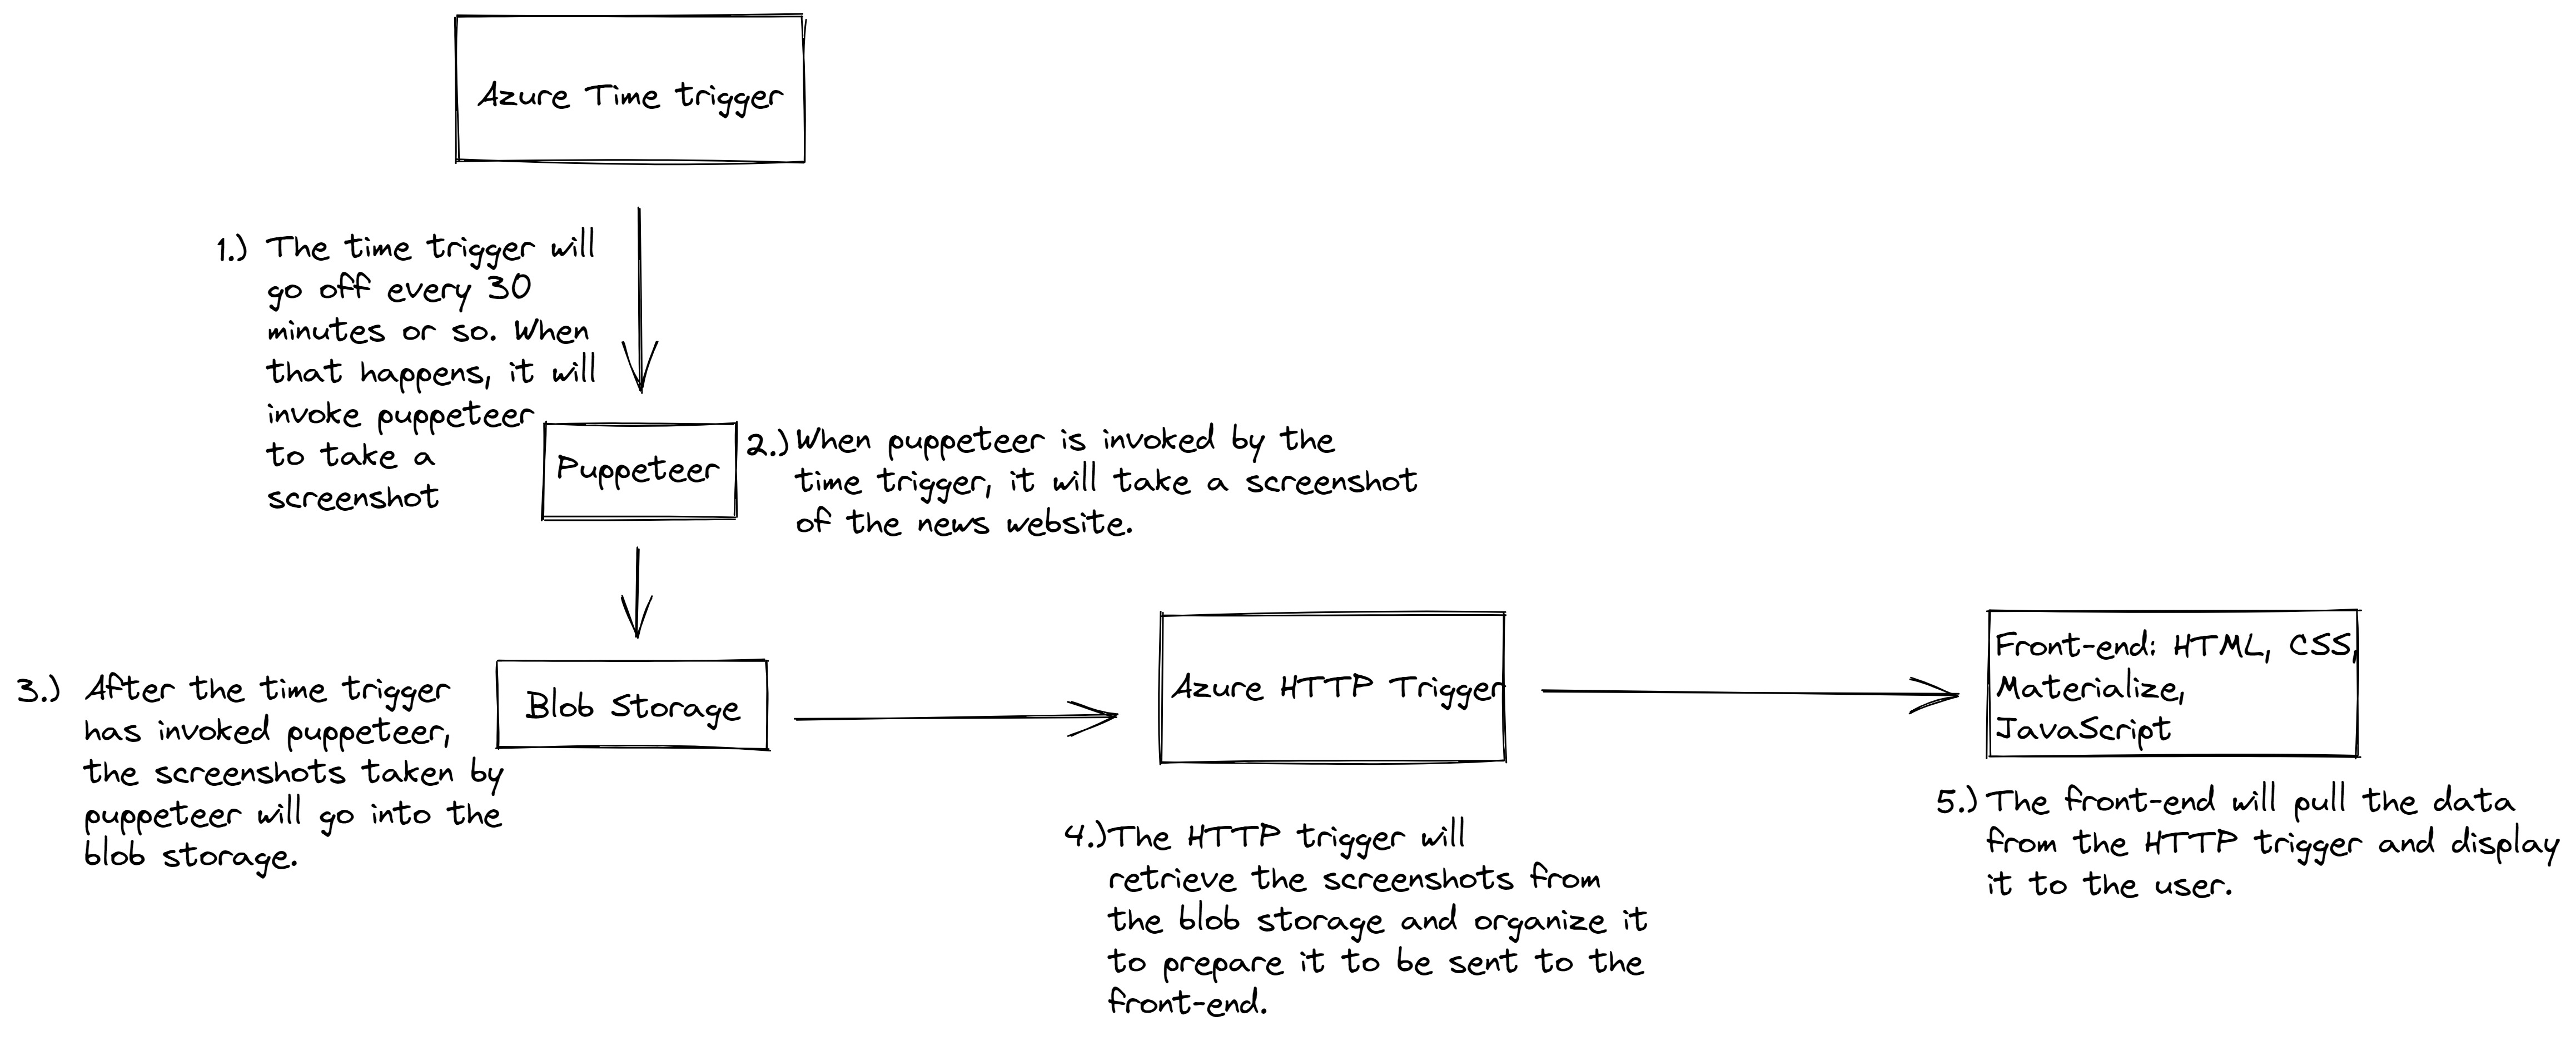 Azure Time trigger
1.) The time trigger will
go off every 30
minutes or so. When
that happens, it will
invoke puppeteer
to take a
screenshot
Puppeteer
2.) When puppeteer is invoked by the
time trigger, it will take a screenshot
of the news website.
3.) After the time trigger
has invoked puppeteer,
the screenshots taken by
puppeteer will go into the
blob storage.
Blob Storage
Azure HTTP Trigger
4.) The HTTP trigger will
retrieve the screenshots from
the blob storage and organize it
to prepare it to be sent to the
front-end.
Front-end: HTML, CSS,
Materialize,
JavaScript
5.) The front-end will pull the data
from the HTTP trigger and display
it to the user.